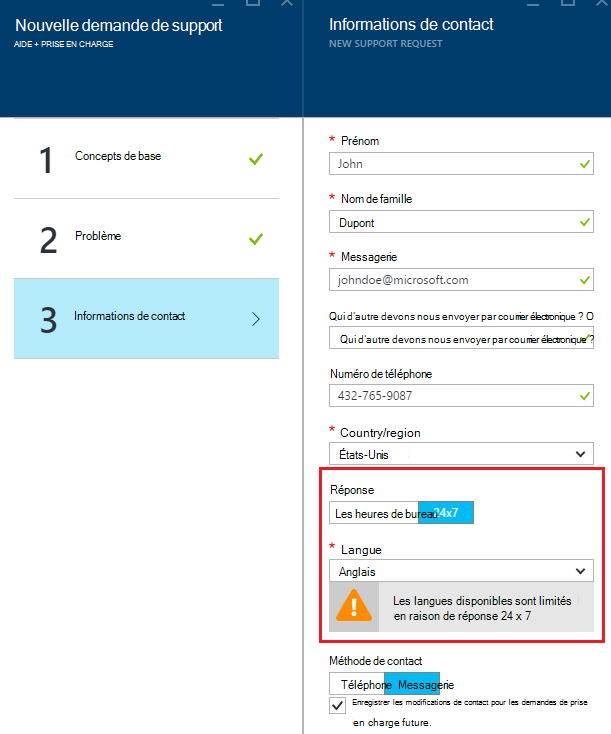 Nouvelle demande de support
AIDE + PRISE EN CHARGE
1 Concepts de base
2 Problème
3 Informations de contact
Informations de contact
NEW SUPPORT REQUEST
* Prénom
John
* Nom de famille
Dupont
* Messagerie
johndoe@microsoft.com
Qui d'autre devons nous envoyer par courrier électronique ? O
Qui d'autre devons nous envoyer par courrier électronique ?
Numéro de téléphone
432-765-9087
* Country/region
États-Unis
Réponse
Les heures de bureau 24x7
* Langue
Anglais
Les langues disponibles sont limités
en raison de réponse 24 x 7
Méthode de contact
Téléphone Messagerie
Enregistrer les modifications de contact pour les demandes de prise
en charge future.